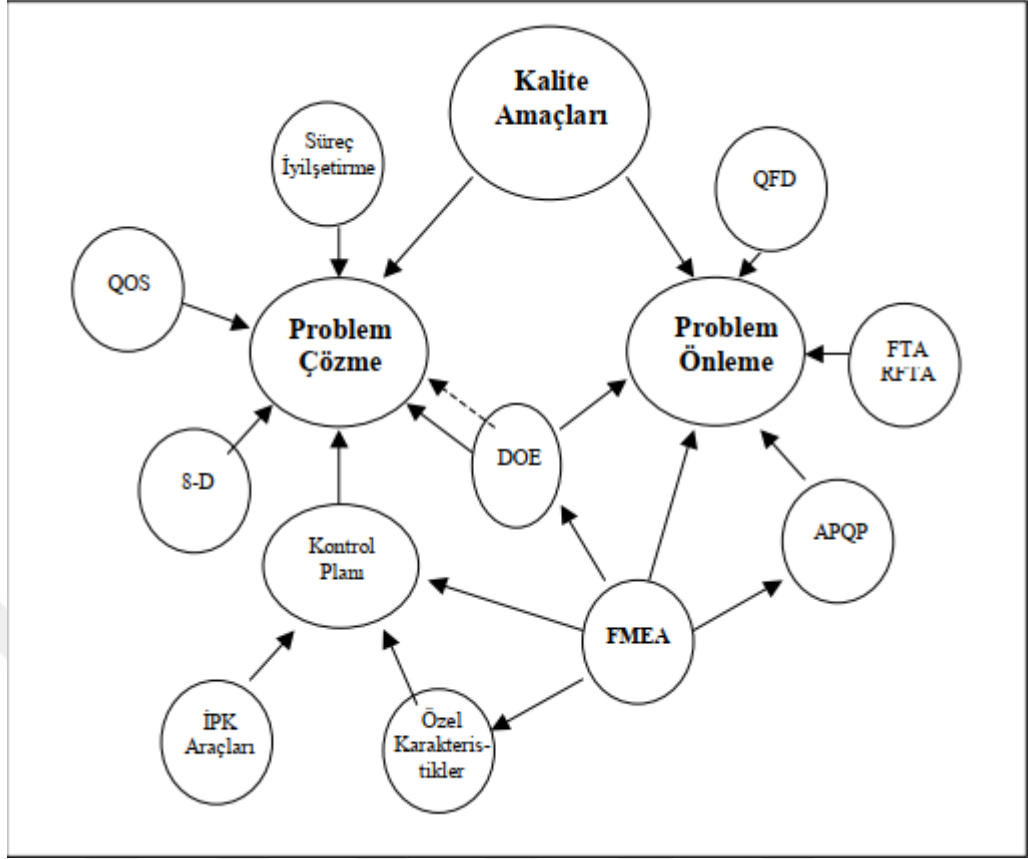 Kalite
Amaçları
Süreç
İyilşetirme
QFD
QOS
Problem
Çözme
Problem
Önleme
FTA
RFTA
DOE
8-D
APQP
Kontrol
Planı
FMEA
İPK
Araçları
Özel
Karakteris-
tikler